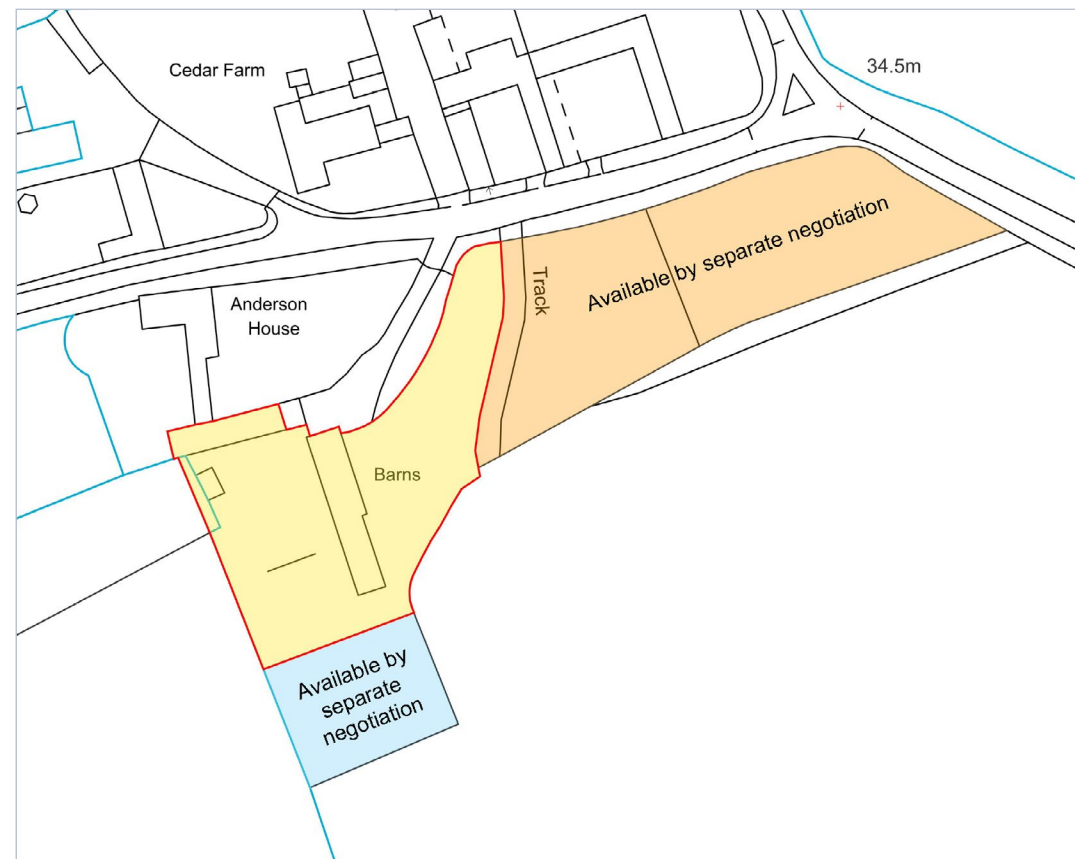 Cedar Farm
34.5m
Available by separate negotiation
Track
Anderson
House
Barns
Available by
separate
negotiation